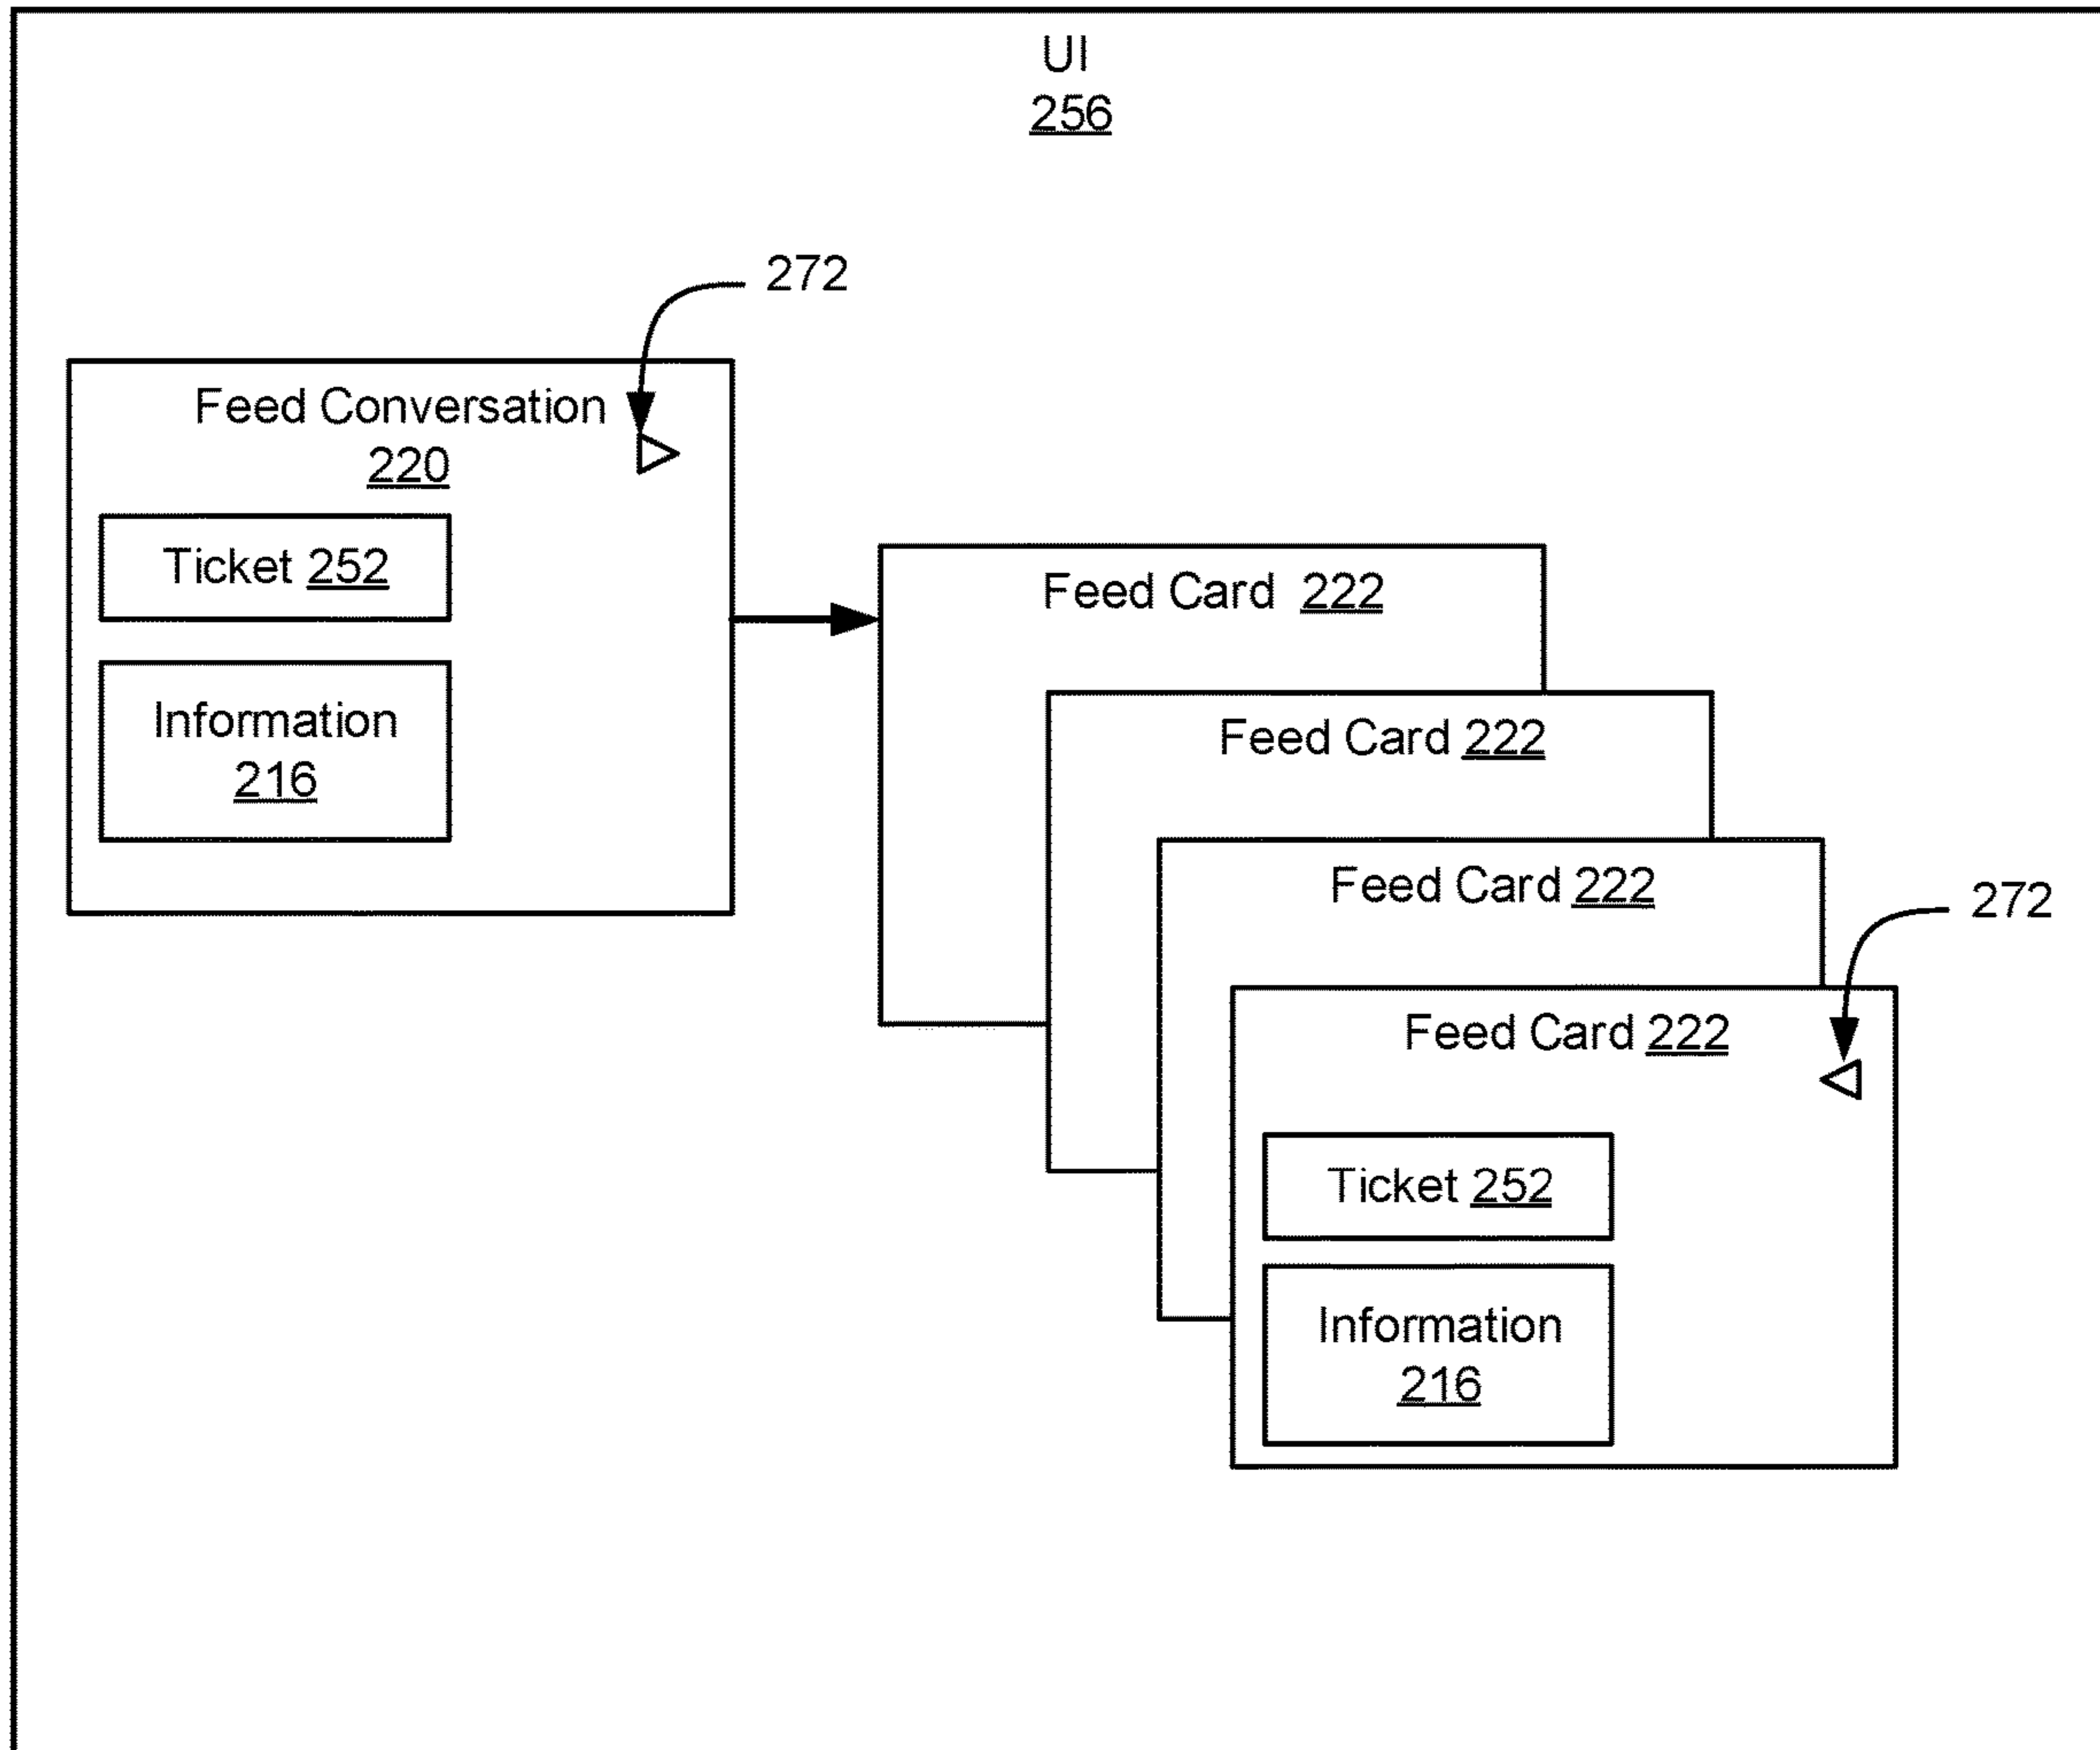 UI
256
272
Feed Conversation
220
Ticket 252
Information
216
Feed Card 222
Feed Card 222
Feed Card 222
272
Feed Card 222
Ticket 252
Information
216